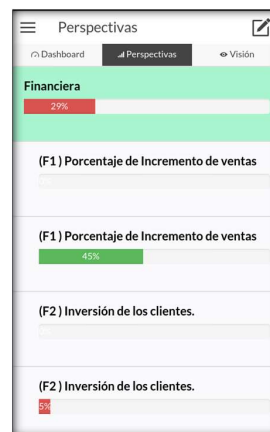 Perspectivas
Dashboard Perspectivas Visión
Financiera
29%
(F1 ) Porcentaje de Incremento de ventas
(F1 ) Porcentaje de Incremento de ventas
45%
(F2 ) Inversión de los clientes.
(F2 ) Inversión de los clientes.
5%